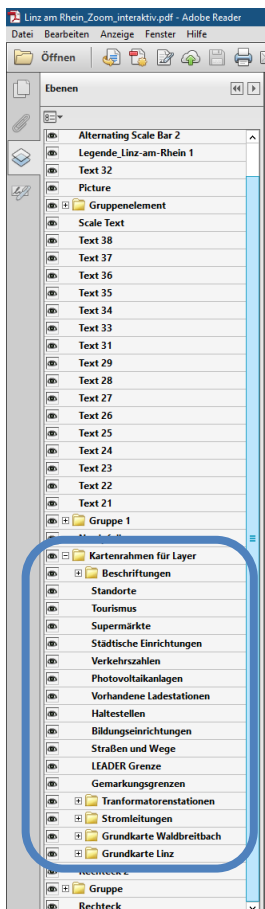 Linz am Rhein_Zoom_interaktiv.pdf - Adobe Reader
Datei Bearbeiten Anzeige Fenster Hilfe
Öffnen
Ebenen
Alternating Scale Bar 2
Legende_Linz-am-Rhein 1
Text 32
Picture
Gruppenelement
Scale Text
Text 38
Text 37
Text 36
Text 35
Text 34
Text 33
Text 31
Text 29
Text 28
Text 27
Text 26
Text 25
Text 24
Text 23
Text 22
Text 21
Gruppe 1
Kartenrahmen für Layer
Beschriftungen
Standorte
Tourismus
Supermärkte
Städtische Einrichtungen
Verkehrszahlen
Photovoltaikanlagen
Vorhandene Ladestationen
Haltestellen
Bildungseinrichtungen
Straßen und Wege
LEADER Grenze
Gemarkungsgrenzen
Tranformatorenstationen
Stromleitungen
Grundkarte Waldbreitbach
Grundkarte Linz
Rechteck 2
Gruppe
Rechteck